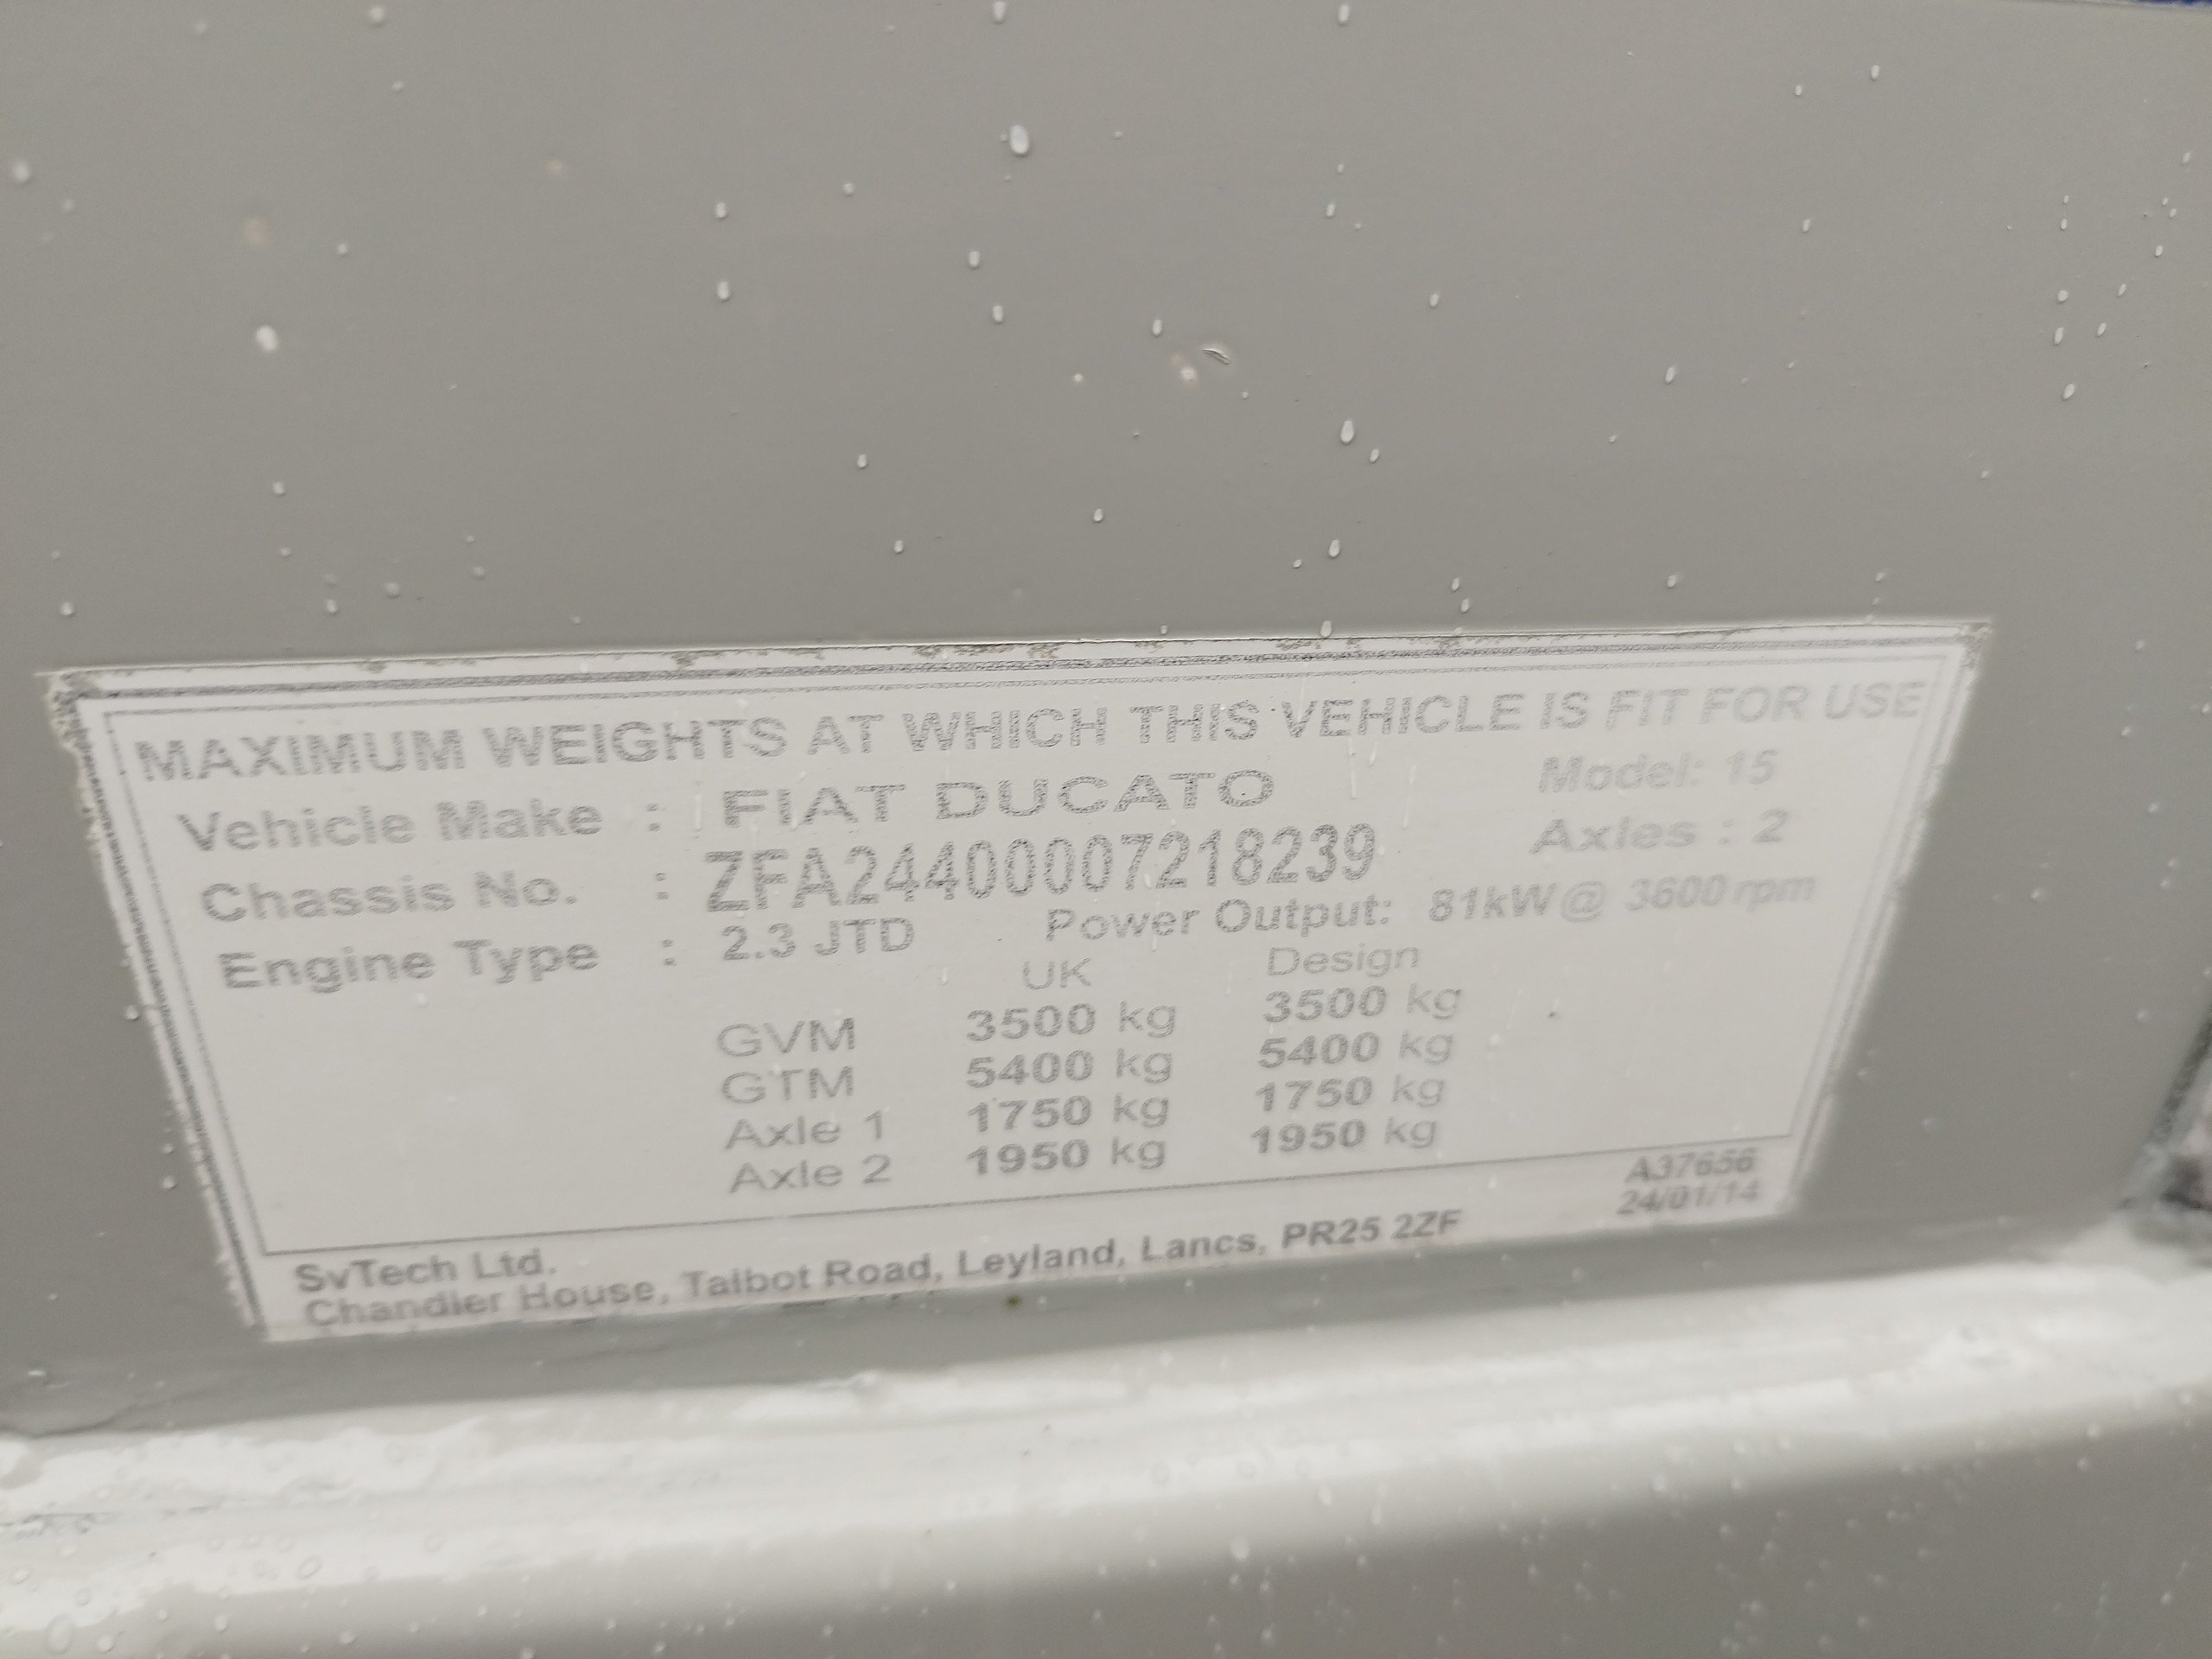 MAXIMUM WEIGHTS AT WHICH THIS VEHICLE IS FIT FOR USE
Vehicle Make : FIAT DUCATO Model: 15
Chassis No. : ZFA24400007218239 Axles : 2
Engine Type : 2.3 JTD Power Output: 81kW@ 3600rpm
UK Design
GVM 3500 kg 3500 kg
GTM 5400 kg 5400 kg
Axle 1 1750 kg 1750 kg
Axle 2 1950 kg 1950 kg
A37656
24/01/14
SvTech Ltd.
Chandler House, Talbot Road, Leyland, Lancs, PR25 2ZF